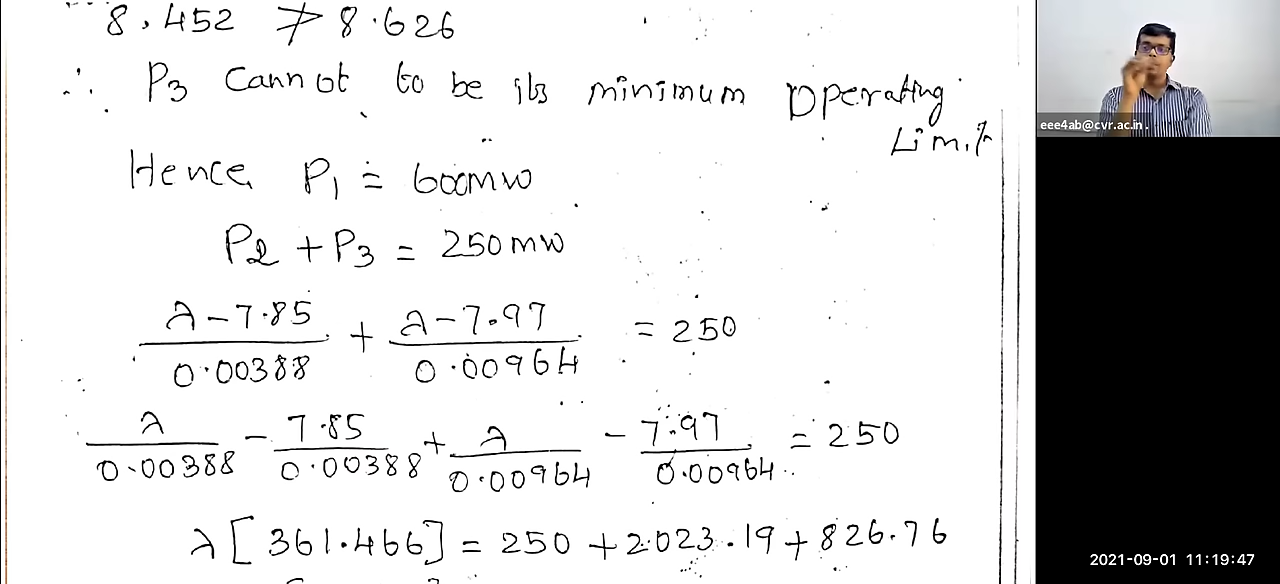 8.452 ≯ 8.626
∴ P3 Cannot to be its minimum Operating
Limit
Hence P1 = 600MW
P2 + P3 = 250MW
λ-7.85 / 0.00388 + λ-7.97 / 0.00964 = 250
λ / 0.00388 - 7.85 / 0.00388 + λ / 0.00964 - 7.97 / 0.00964 = 250
λ[361.466] = 250 + 2023.19 + 826.76
eee4ab@cvr.ac.in
2021-09-01 11:19:47